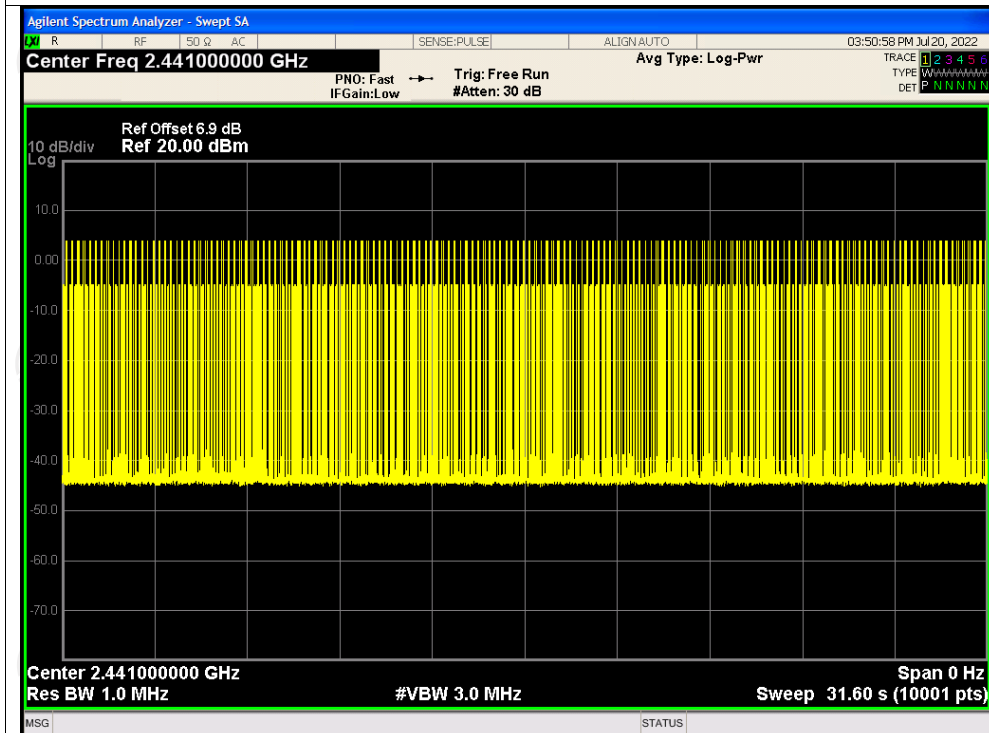 Agilent Spectrum Analyzer - Swept SA
LXI R RF 50 Ω AC SENSE:PULSE ALIGNAUTO 03:50:58 PM Jul 20, 2022
Center Freq 2.441000000 GHz
PNO: Fast
IFGain:Low
Trig: Free Run
#Atten: 30 dB
Avg Type: Log-Pwr
TRACE 1 2 3 4 5 6
TYPE W
DET P N N N N N
10 dB/div
Log
Ref Offset 6.9 dB
Ref 20.00 dBm
10.0
0.00
-10.0
-20.0
-30.0
-40.0
-50.0
-60.0
-70.0
Center 2.441000000 GHz Span 0 Hz
Res BW 1.0 MHz #VBW 3.0 MHz Sweep 31.60 s (10001 pts)
MSG STATUS